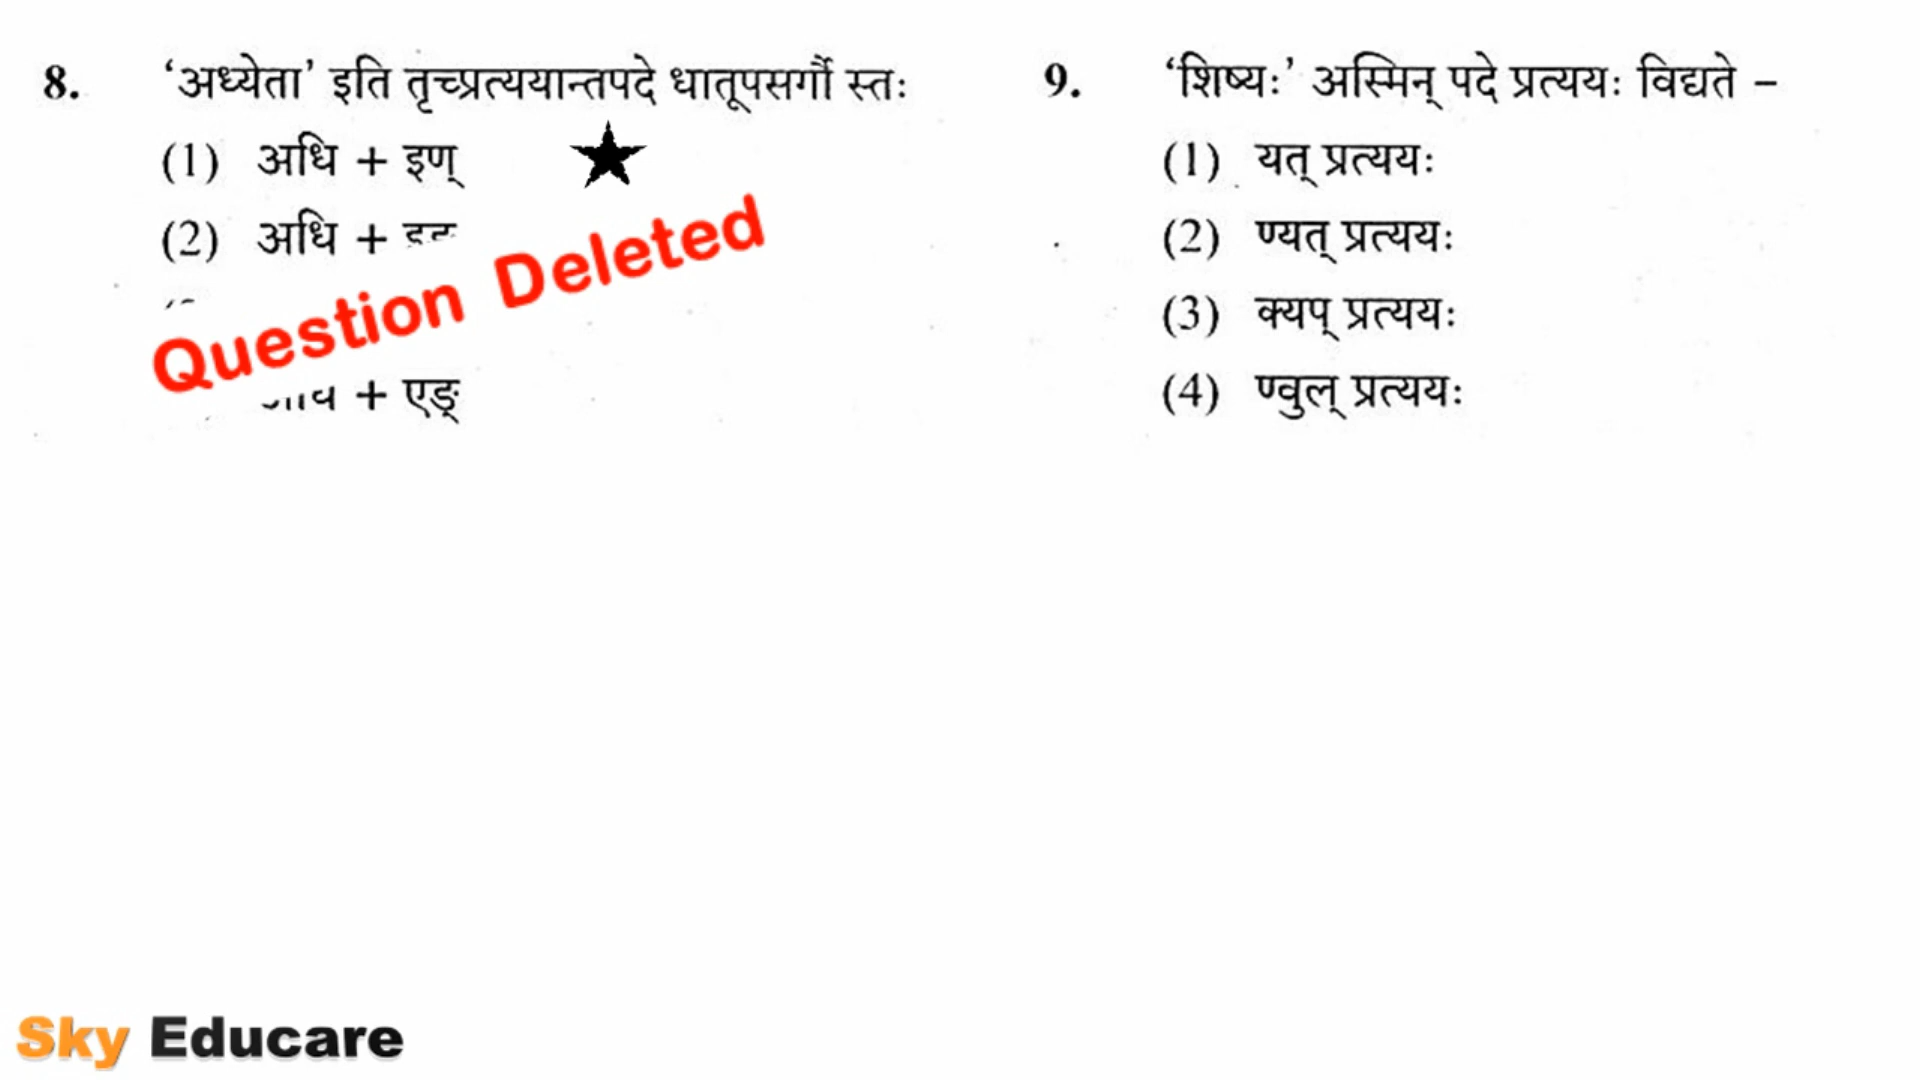 8. ‘अध्येता’ इति तृच्प्रत्ययान्तपदे धातूपसर्गौ स्तः
(1) अधि + इण्
(2) अधि +
Question Deleted
+ एङ्
9. ‘शिष्यः’ अस्मिन् पदे प्रत्ययः विद्यते –
(1) यत् प्रत्ययः
(2) ण्यत् प्रत्ययः
(3) क्यप् प्रत्ययः
(4) ण्वुल् प्रत्ययः
Sky Educare